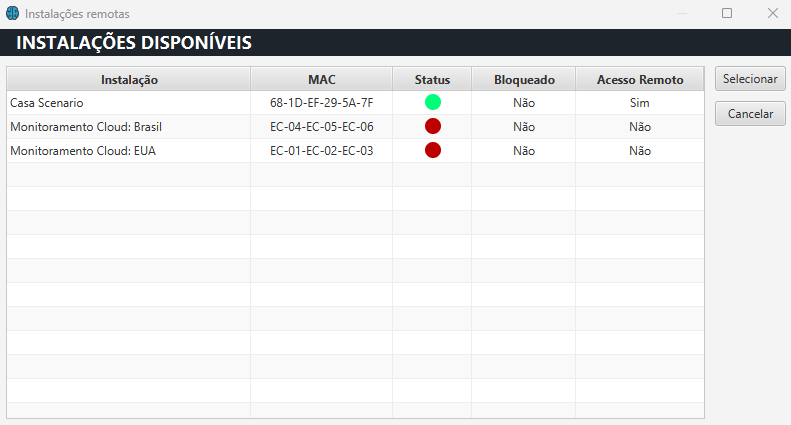 Instalações remotas
INSTALAÇÕES DISPONÍVEIS
Instalação MAC Status Bloqueado Acesso Remoto Selecionar
Casa Scenario 68-1D-EF-29-5A-7F Não Sim
Cancelar
Monitoramento Cloud: Brasil EC-04-EC-05-EC-06 Não Não
Monitoramento Cloud: EUA EC-01-EC-02-EC-03 Não Não